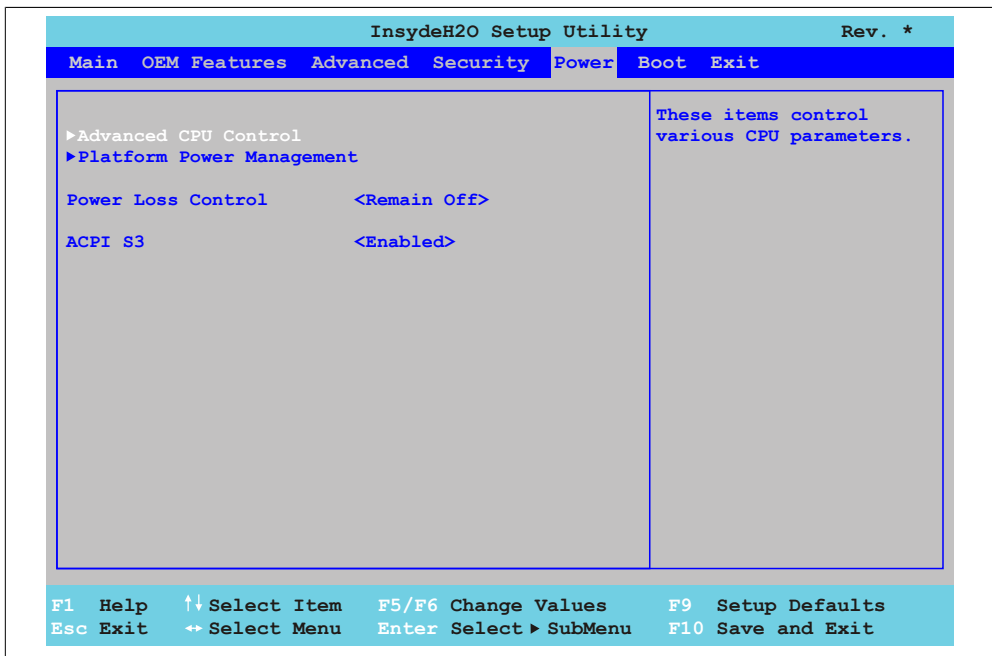 InsydeH2O Setup Utility Rev. *
Main OEM Features Advanced Security Power Boot Exit
▶Advanced CPU Control
▶Platform Power Management
Power Loss Control <Remain Off>
ACPI S3 <Enabled>
These items control
various CPU parameters.
F1 Help ↑↓ Select Item F5/F6 Change Values F9 Setup Defaults
Esc Exit ↔ Select Menu Enter Select ▶ SubMenu F10 Save and Exit